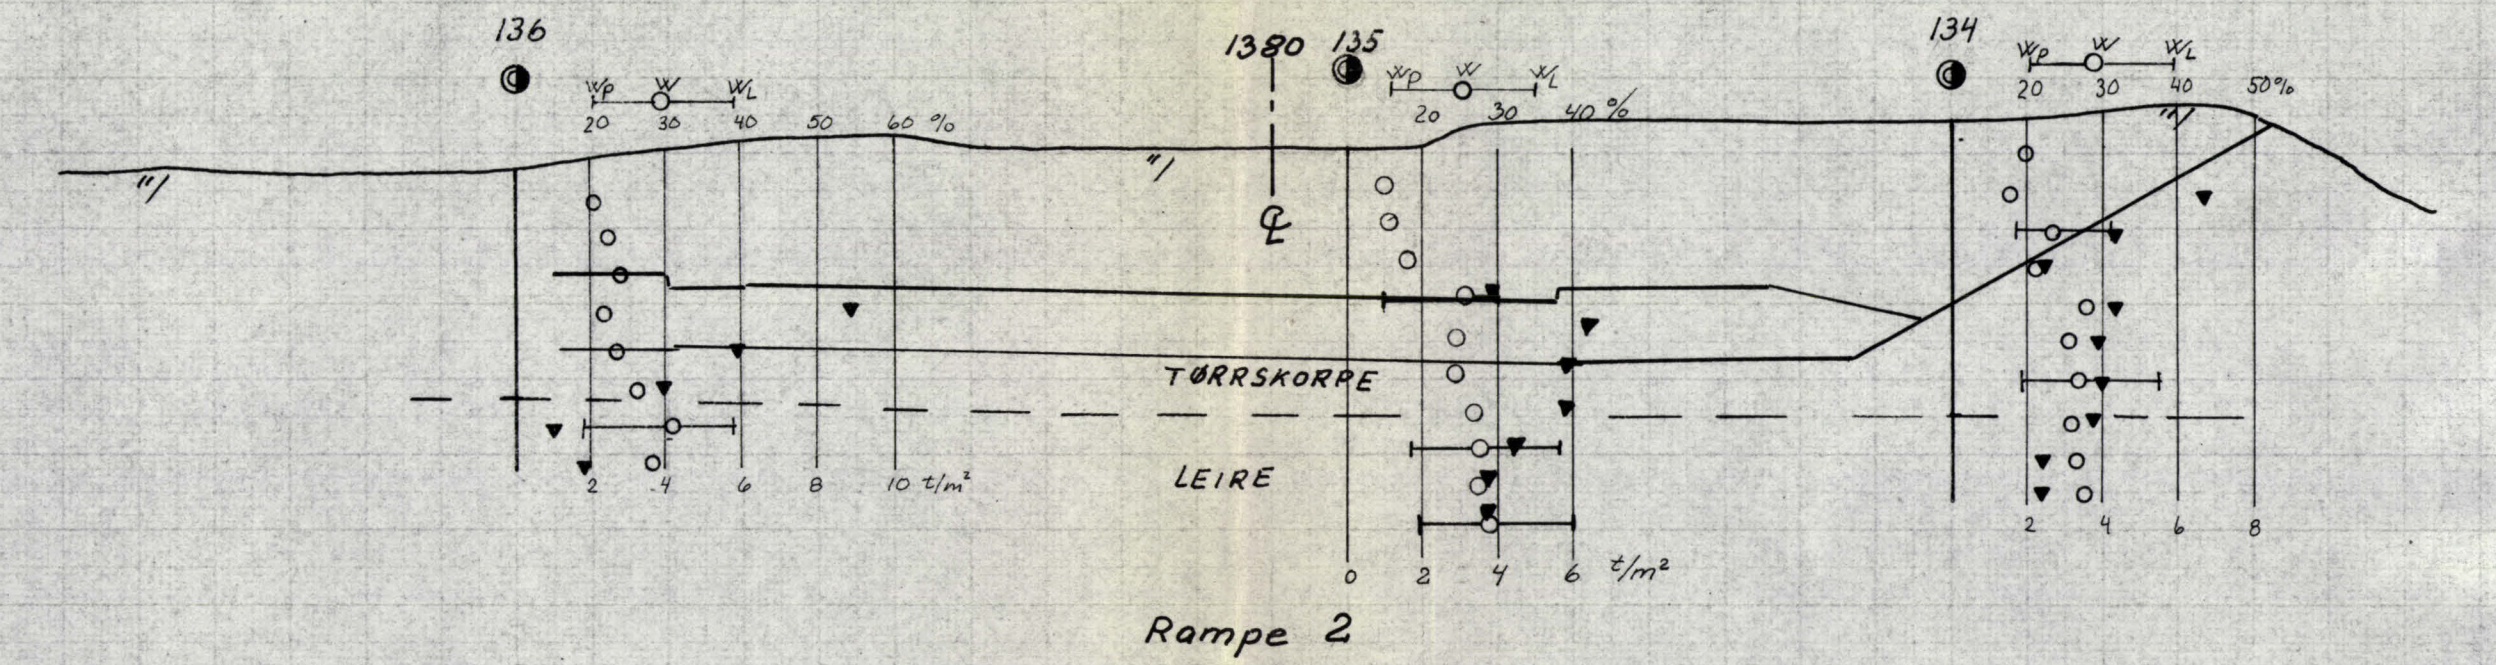 136
1380 135
134
Wp W WL
20 30 40 50 60 %
Wp W WL
20 30 40 %
Wp W WL
20 30 40 50%
℄
TØRRSKORPE
LEIRE
2 4 6 8 10 t/m²
0 2 4 6 t/m²
2 4 6 8
Rampe 2